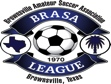 Brownsville Amateur Soccer Association
BRASA
1970
LEAGUE
Brownsville, Texas